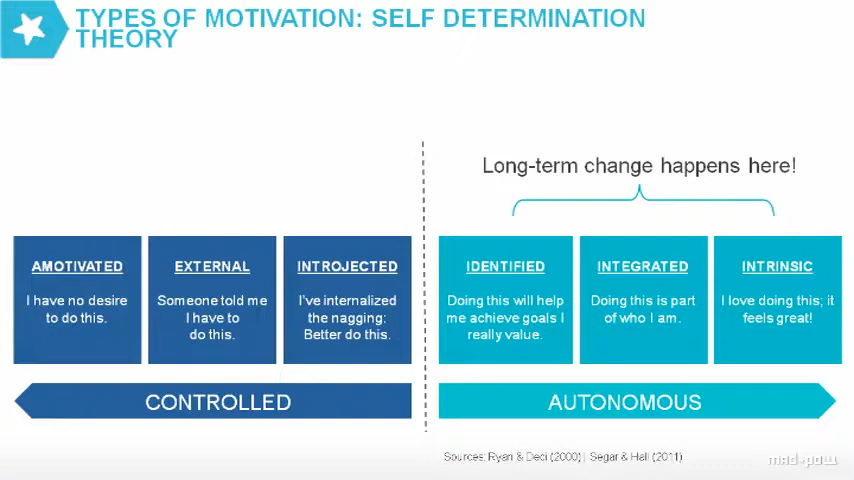 TYPES OF MOTIVATION: SELF DETERMINATION
THEORY
Long-term change happens here!
AMOTIVATED
I have no desire
to do this.
EXTERNAL
Someone told me
I have to
do this.
INTROJECTED
I've internalized
the nagging:
Better do this.
IDENTIFIED
Doing this will help
me achieve goals I
really value.
INTEGRATED
Doing this is part
of who I am.
INTRINSIC
I love doing this; it
feels great!
CONTROLLED
AUTONOMOUS
Sources: Ryan & Deci (2000) | Segar & Hall (2011)
mad*pow